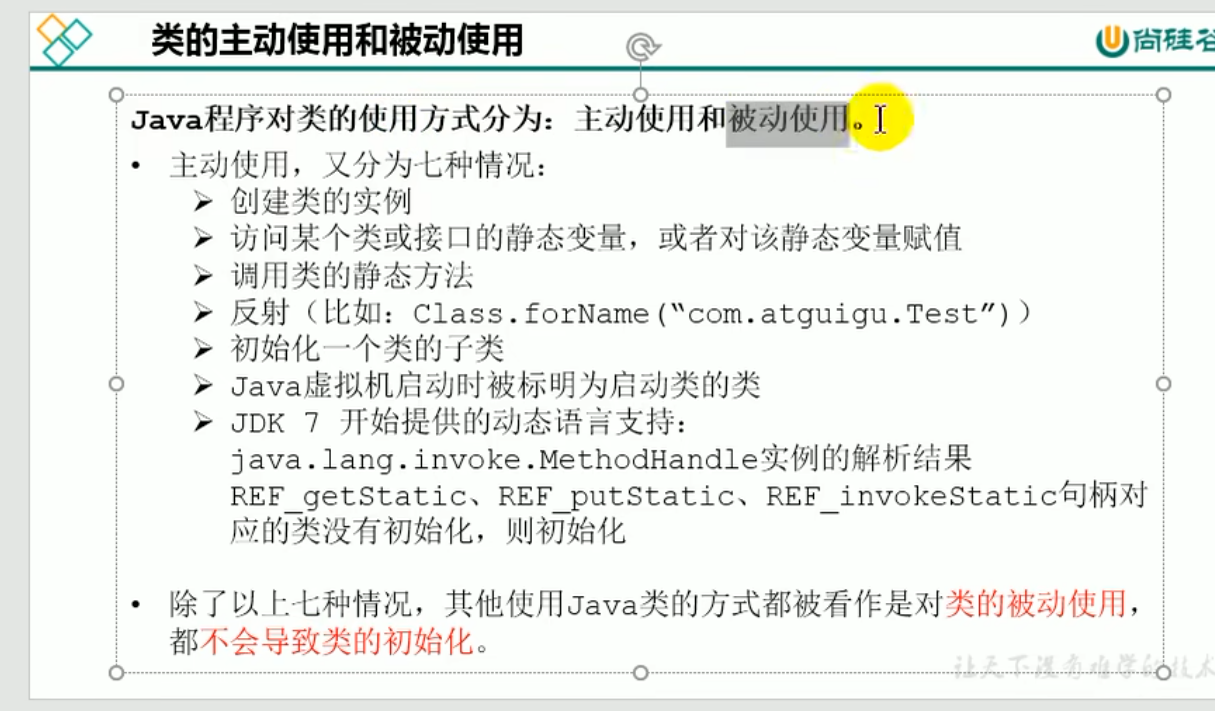 类的主动使用和被动使用
尚硅谷
Java程序对类的使用方式分为：主动使用和被动使用。
• 主动使用，又分为七种情况：
➢ 创建类的实例
➢ 访问某个类或接口的静态变量，或者对该静态变量赋值
➢ 调用类的静态方法
➢ 反射（比如：Class.forName(“com.atguigu.Test”)）
➢ 初始化一个类的子类
➢ Java虚拟机启动时被标明为启动类的类
➢ JDK 7 开始提供的动态语言支持：
java.lang.invoke.MethodHandle实例的解析结果
REF_getStatic、REF_putStatic、REF_invokeStatic句柄对
应的类没有初始化，则初始化
• 除了以上七种情况，其他使用Java类的方式都被看作是对类的被动使用，
都不会导致类的初始化。
让天下没有难学的技术